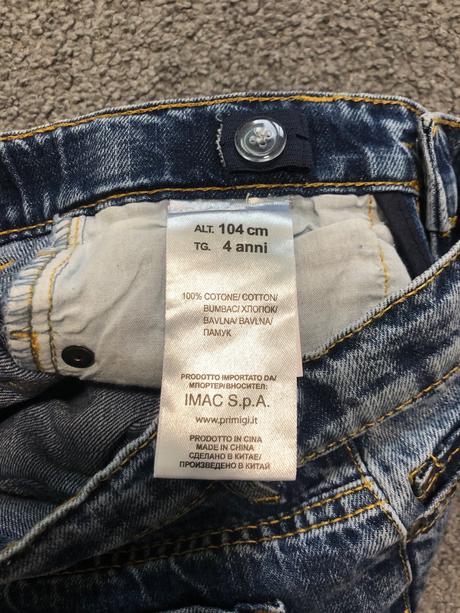 ALT. 104 cm
TG. 4 anni
100% COTONE/ COTTON/
BUMBAC/ ХЛОПОК/
BAVLNA/ BAVLNA/
ПАМУК
PRODOTTO IMPORTATO DA/
ИМПОРТЕР/ВНОСИТЕЛ:
IMAC S.p.A.
www.primigi.it
PRODOTTO IN CINA
MADE IN CHINA
СДЕЛАНО В КИТАЕ/
ПРОИЗВЕДЕНО В КИТАЙ